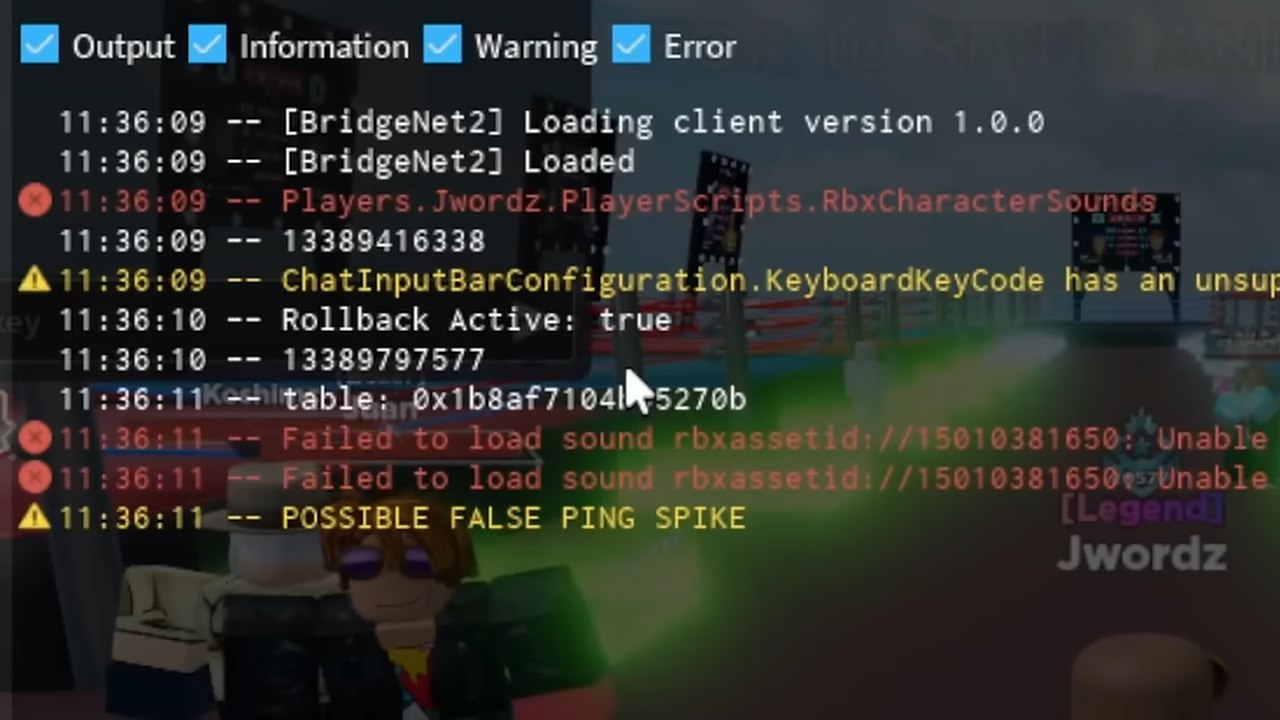 Output Information Warning Error
11:36:09 -- [BridgeNet2] Loading client version 1.0.0
11:36:09 -- [BridgeNet2] Loaded
11:36:09 -- Players.Jwordz.PlayerScripts.RbxCharacterSounds
11:36:09 -- 13389416338
11:36:09 -- ChatInputBarConfiguration.KeyboardKeyCode has an unsup
11:36:10 -- Rollback Active: true
key
11:36:10 -- 13389797577
11:36:11 -- table:
11:36:11 -- Failed to load sound rbxassetid://15010381650: Unable
11:36:11 -- Failed to load sound rbxassetid://15010381650: Unable
11:36:11 -- POSSIBLE FALSE PING SPIKE
[Legend]
Jwordz